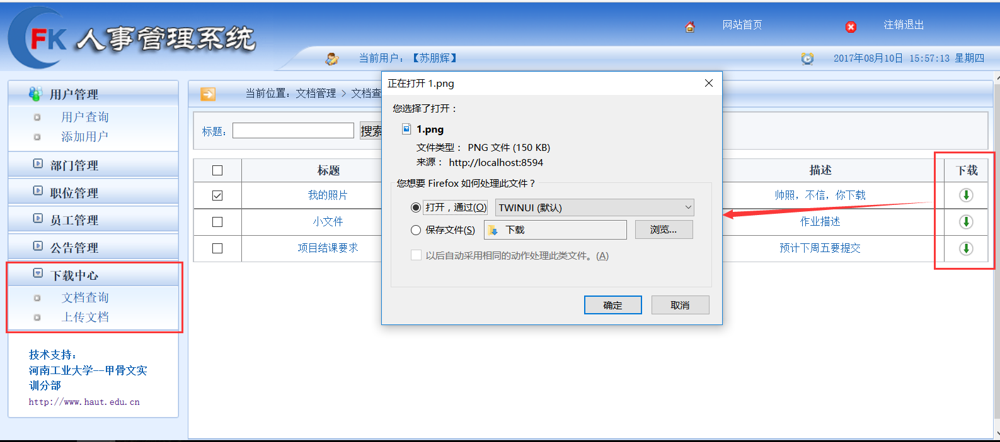 FK 人事管理系统
网站首页
注销退出
当前用户：【苏朋辉】
2017年08月10日 15:57:13 星期四
用户管理
用户查询
添加用户
部门管理
职位管理
员工管理
公告管理
下载中心
文档查询
上传文档
技术支持：
河南工业大学--甲骨文实
训分部
http://www.haut.edu.cn
当前位置：文档管理 > 文档查
标题：
搜索
标题 描述 下载
我的照片 帅照，不信，你下载
小文件 作业描述
项目结课要求 预计下周五要提交
正在打开 1.png
您选择了打开：
1.png
文件类型： PNG 文件 (150 KB)
来源： http://localhost:8594
您想要 Firefox 如何处理此文件？
打开，通过(O) TWINUI (默认)
保存文件(S) 下载 浏览...
以后自动采用相同的动作处理此类文件。(A)
确定 取消